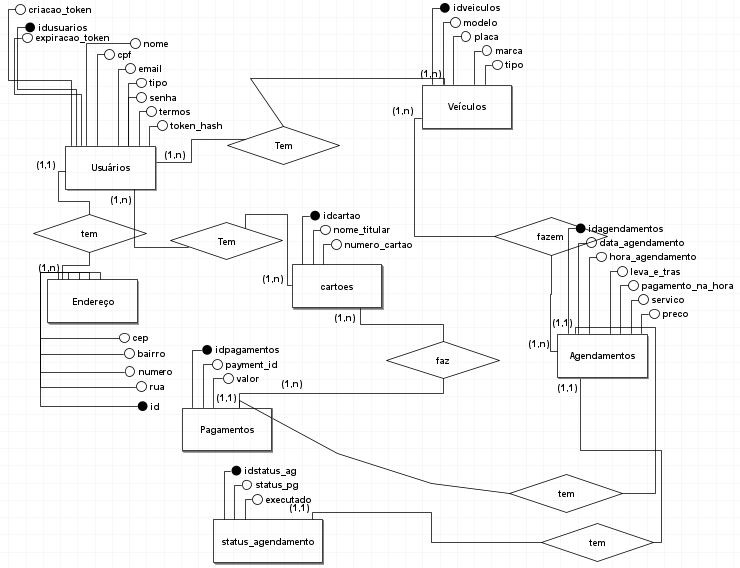 criacao_token
idusuarios
expiracao_token
nome
cpf
email
tipo
senha
termos
token_hash
idveiculos
modelo
placa
marca
tipo
(1,n)
Veículos
(1,n)
Tem
(1,n)
(1,1)
Usuários
(1,n)
tem
Tem
idcartao
nome_titular
numero_cartao
fazem
idagendamentos
data_agendamento
hora_agendamento
leva_e_tras
pagamento_na_hora
servico
preco
(1,n)
Endereço
(1,n)
cartoes
(1,n)
(1,1)
(1,n)
Agendamentos
(1,1)
cep
bairro
numero
rua
id
idpagamentos
payment_id
valor
(1,n)
(1,1)
faz
Pagamentos
idstatus_ag
status_pg
executado
(1,1)
tem
status_agendamento
tem